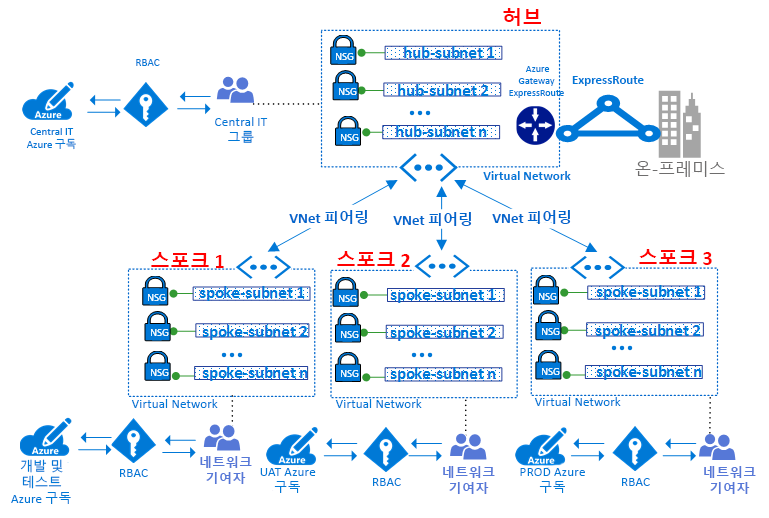 허브
NSG
hub-subnet 1
NSG
hub-subnet 2
...
NSG
hub-subnet n
Azure
Gateway
ExpressRoute
ExpressRoute
온-프레미스
Virtual Network
RBAC
Azure
Central IT
Azure 구독
Central IT
그룹
VNet 피어링
VNet 피어링
VNet 피어링
스포크 1
NSG
spoke-subnet 1
NSG
spoke-subnet 2
...
NSG
spoke-subnet n
Virtual Network
스포크 2
NSG
spoke-subnet 1
NSG
spoke-subnet 2
...
NSG
spoke-subnet n
Virtual Network
스포크 3
NSG
spoke-subnet 1
NSG
spoke-subnet 2
...
NSG
spoke-subnet n
Virtual Network
Azure
개발 및
테스트
Azure 구독
RBAC
네트워크
기여자
Azure
UAT Azure
구독
RBAC
네트워크
기여자
Azure
PROD Azure
구독
RBAC
네트워크
기여자